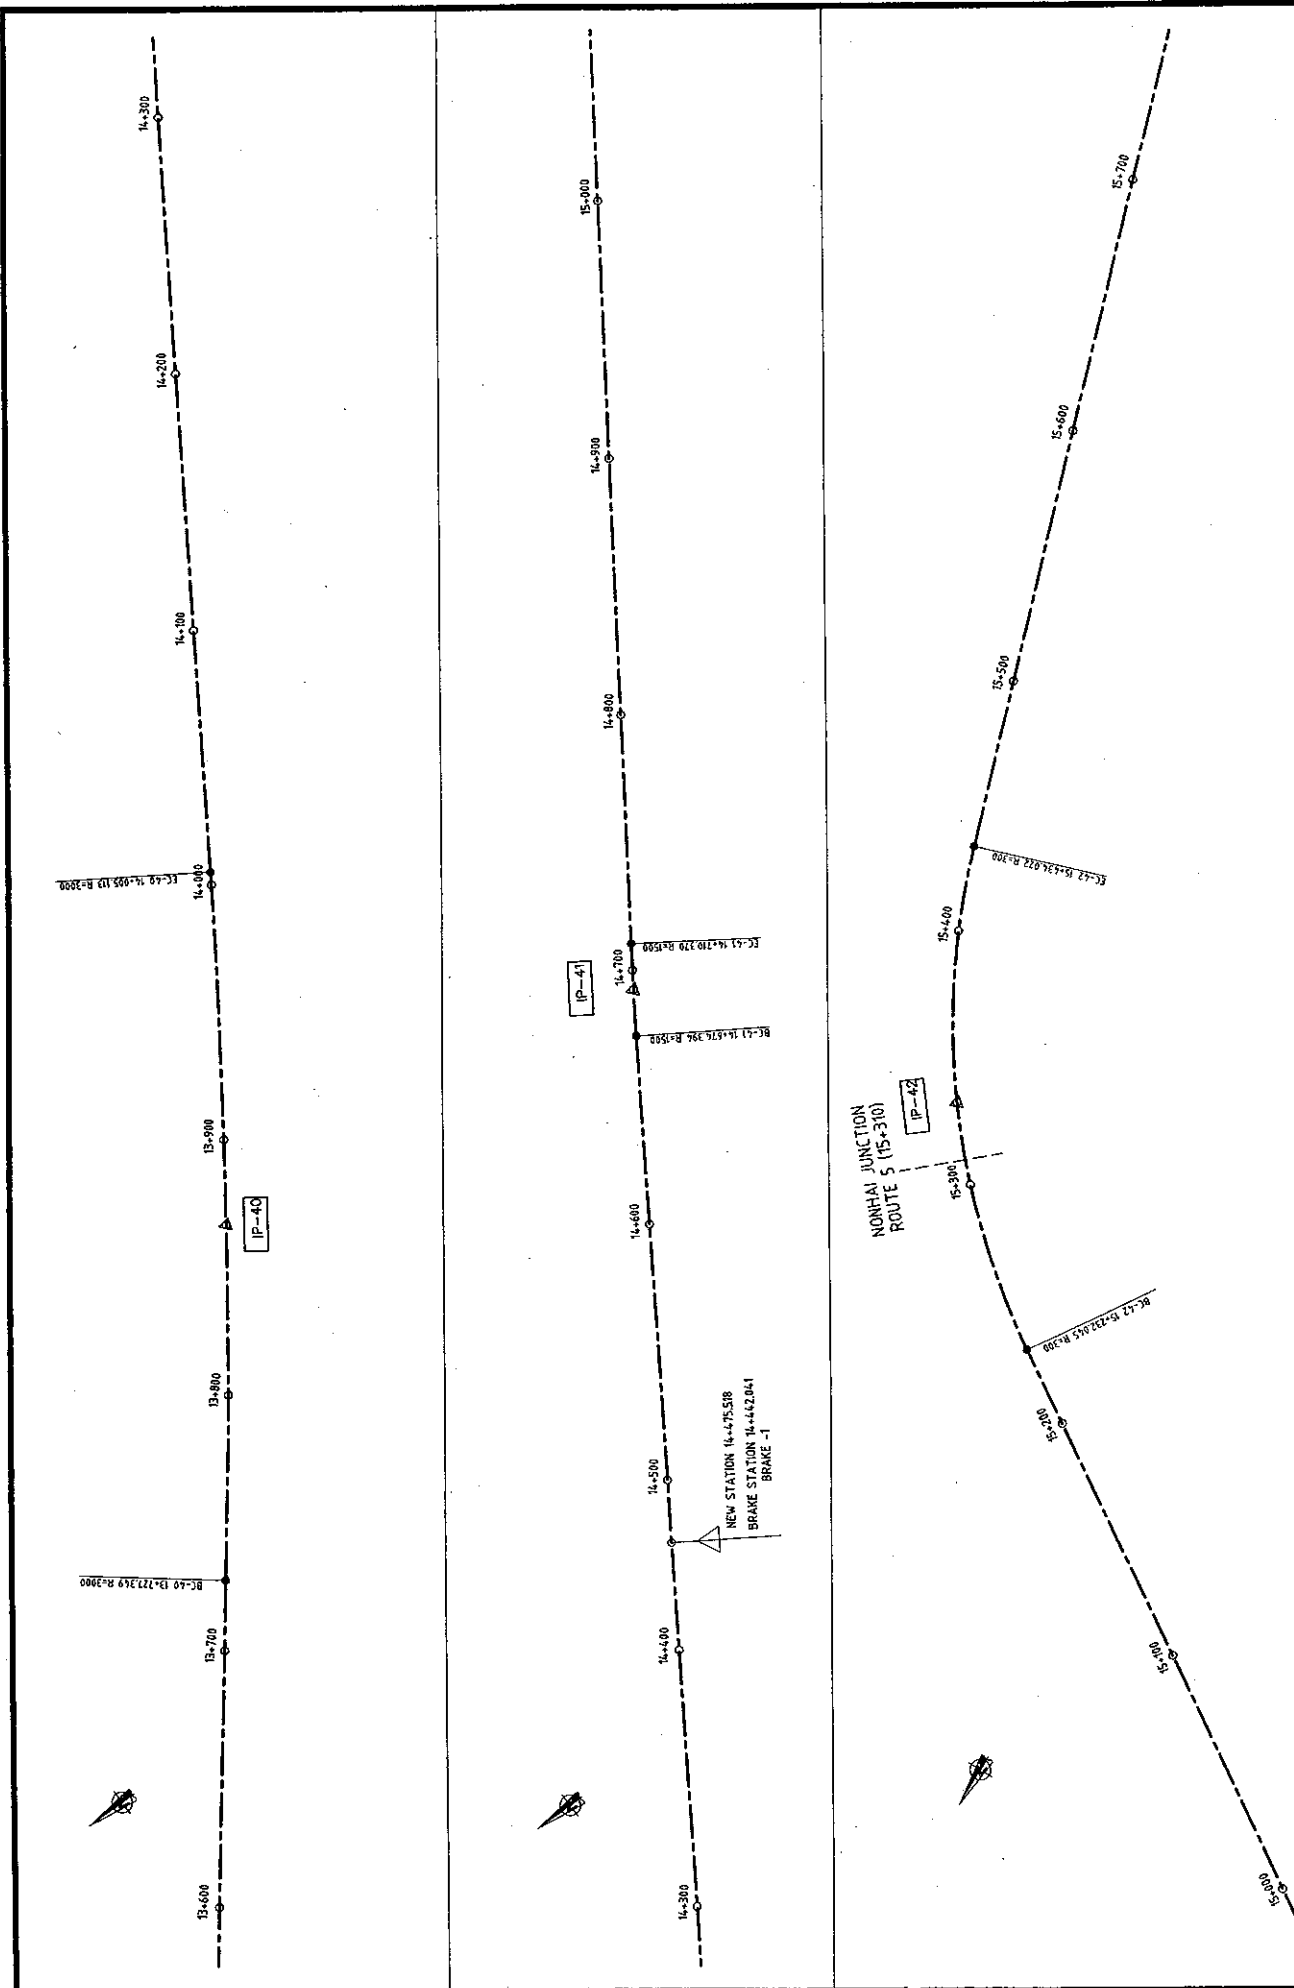 13+600
13+700
BC-40 13+727.349 R=3000
13+800
IP-40
13+900
14+000
EC-40 14+005.113 R=3000
14+100
14+200
14+300
14+300
14+400
NEW STATION 14+475.518
BRAKE STATION 14+442.041
BRAKE -1
14+500
14+600
BC-41 14+674.394 R=1500
IP-41
14+700
EC-41 14+710.370 R=1500
14+800
14+900
15+000
15+000
15+100
15+200
BC-42 15+232.045 R=300
15+300
NONHAI JUNCTION
ROUTE 5 (15+310)
IP-42
15+400
EC-42 15+434.022 R=300
15+500
15+600
15+700